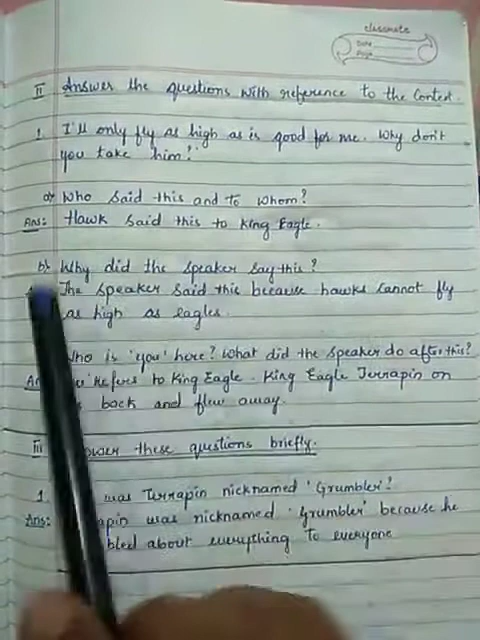 classmate
Date
Page
II Answer the questions with reference to the Context.
1. I'll only fly as high as is good for me. Why don't
you take him?'
a) Who said this and to whom?
Ans: Hawk said this to King Eagle.
b) Why did the speaker say this?
The speaker said this because hawks cannot fly
as high as eagles.
Who is 'you' here? What did the speaker do after this?
refers to King Eagle. King Eagle Terrapin on
back and flew away.
III these questions briefly.
1. was Terrapin nicknamed 'Grumbler'?
Ans: was nicknamed 'Grumbler' because he
about everything to everyone